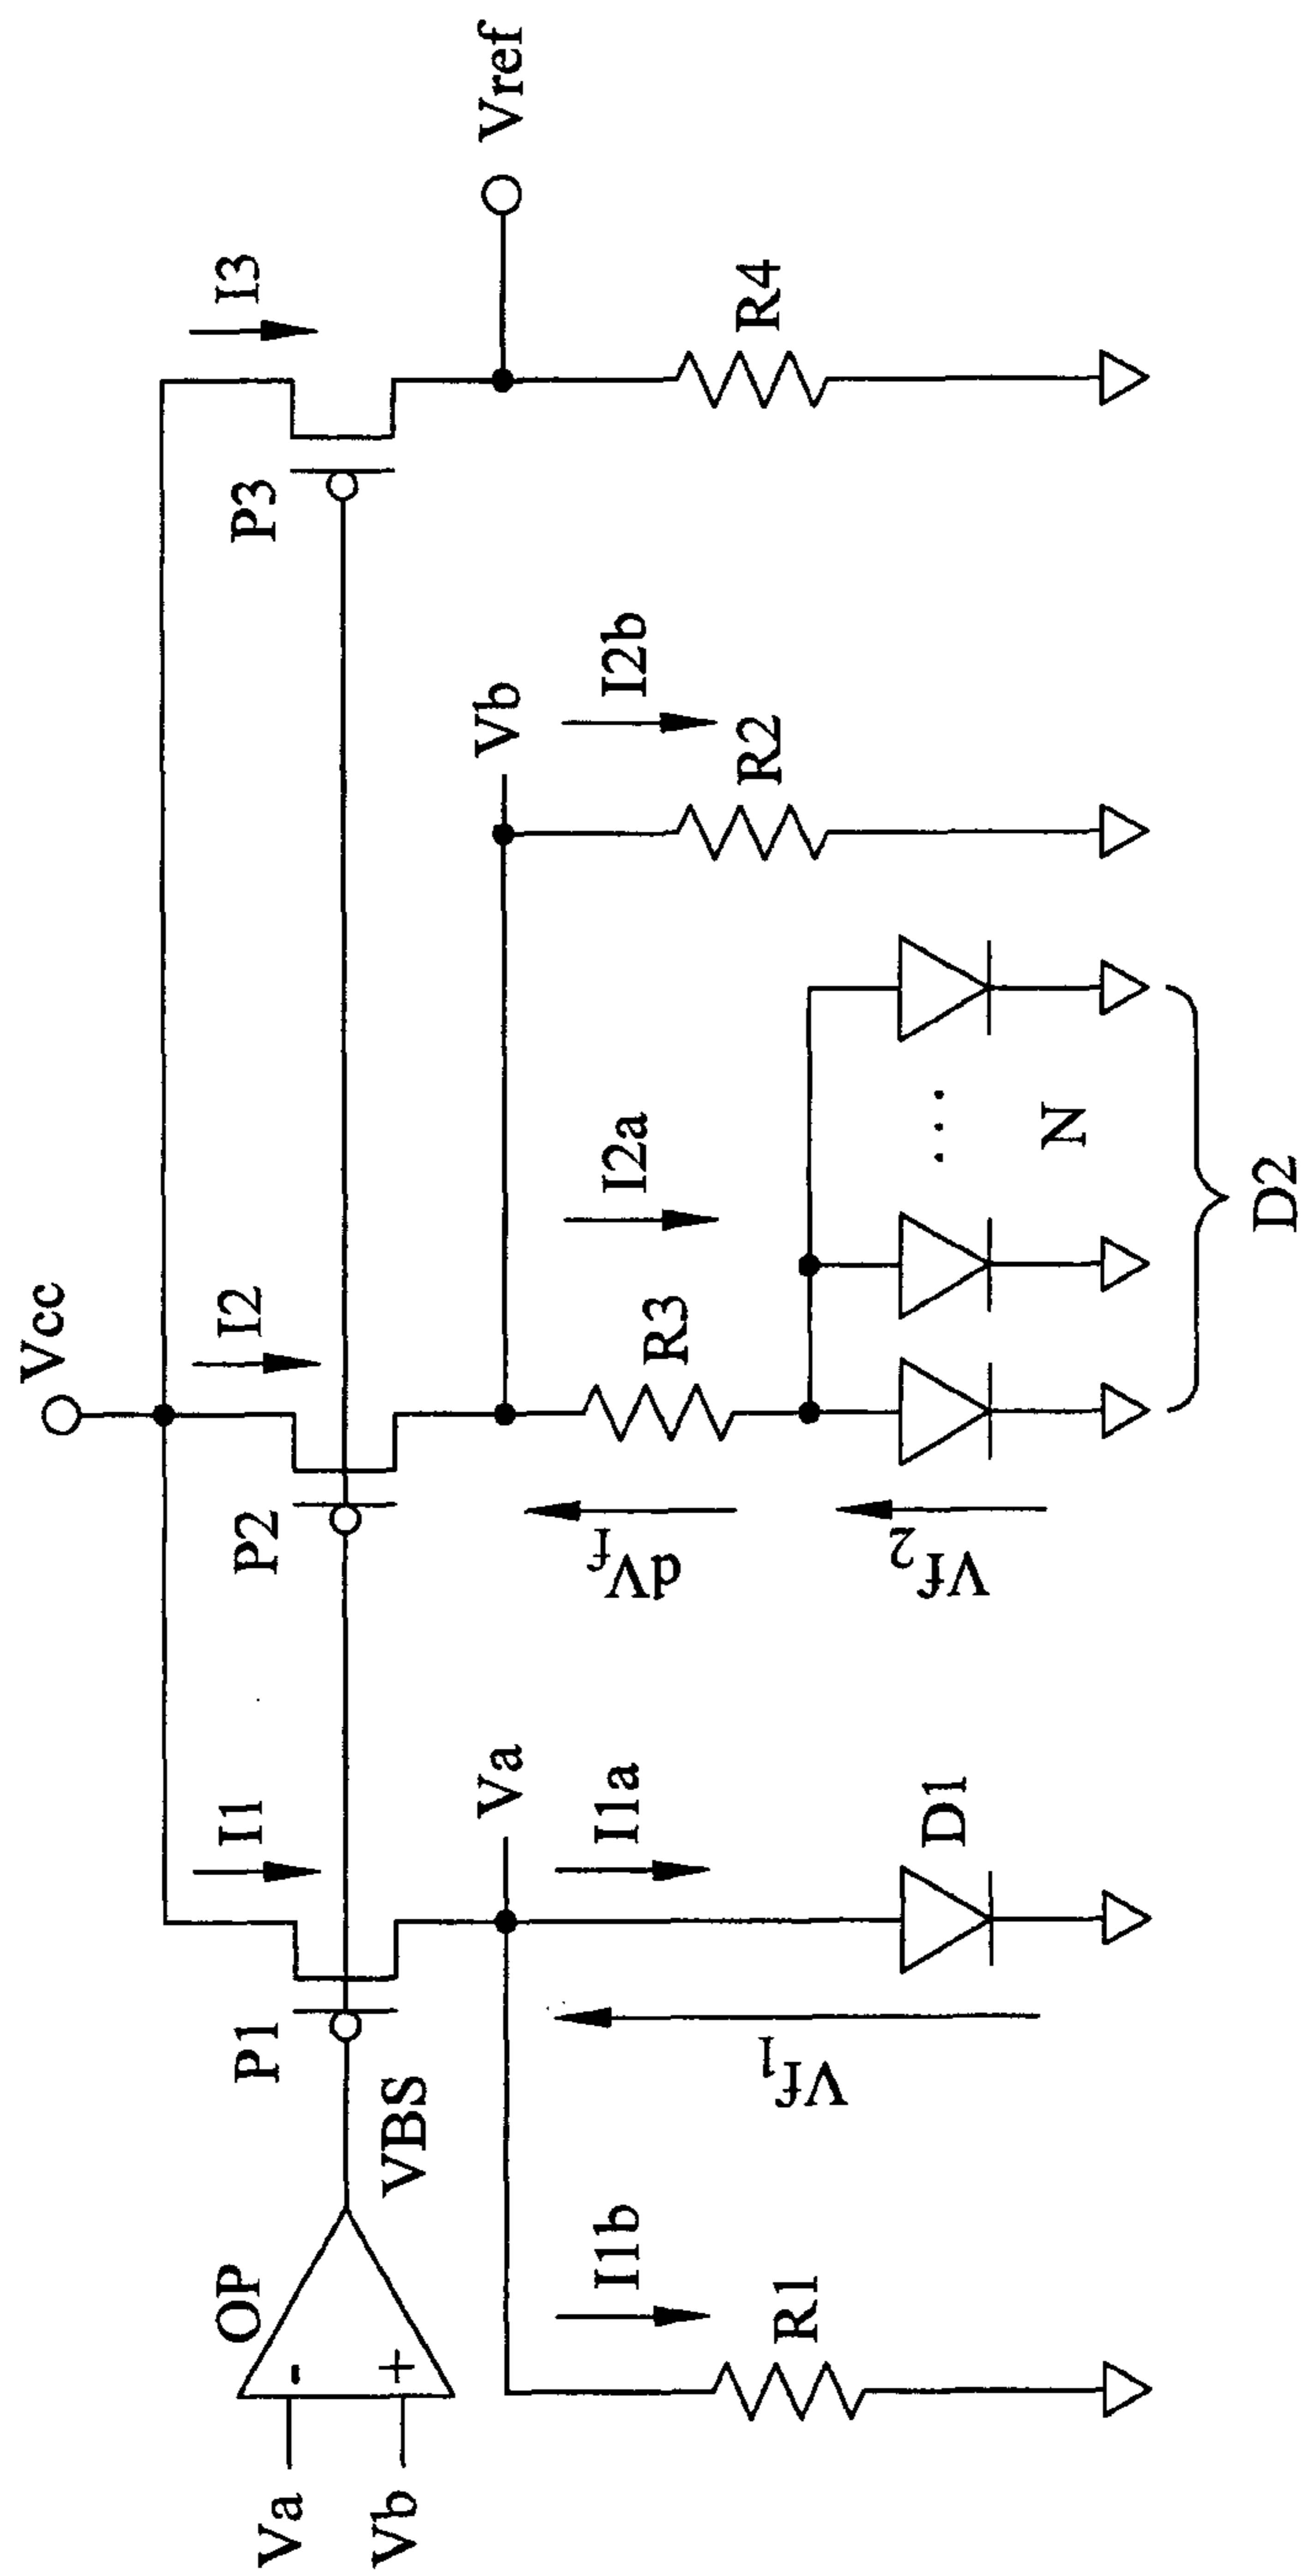 Vcc
I1
I2
I3
OP
P1
P2
P3
Va
-
Vb
+
VBS
Va
Vb
Vref
I1b
I1a
I2a
I2b
dVf
R3
R1
Vf1
D1
Vf2
R2
R4
...
N
D2